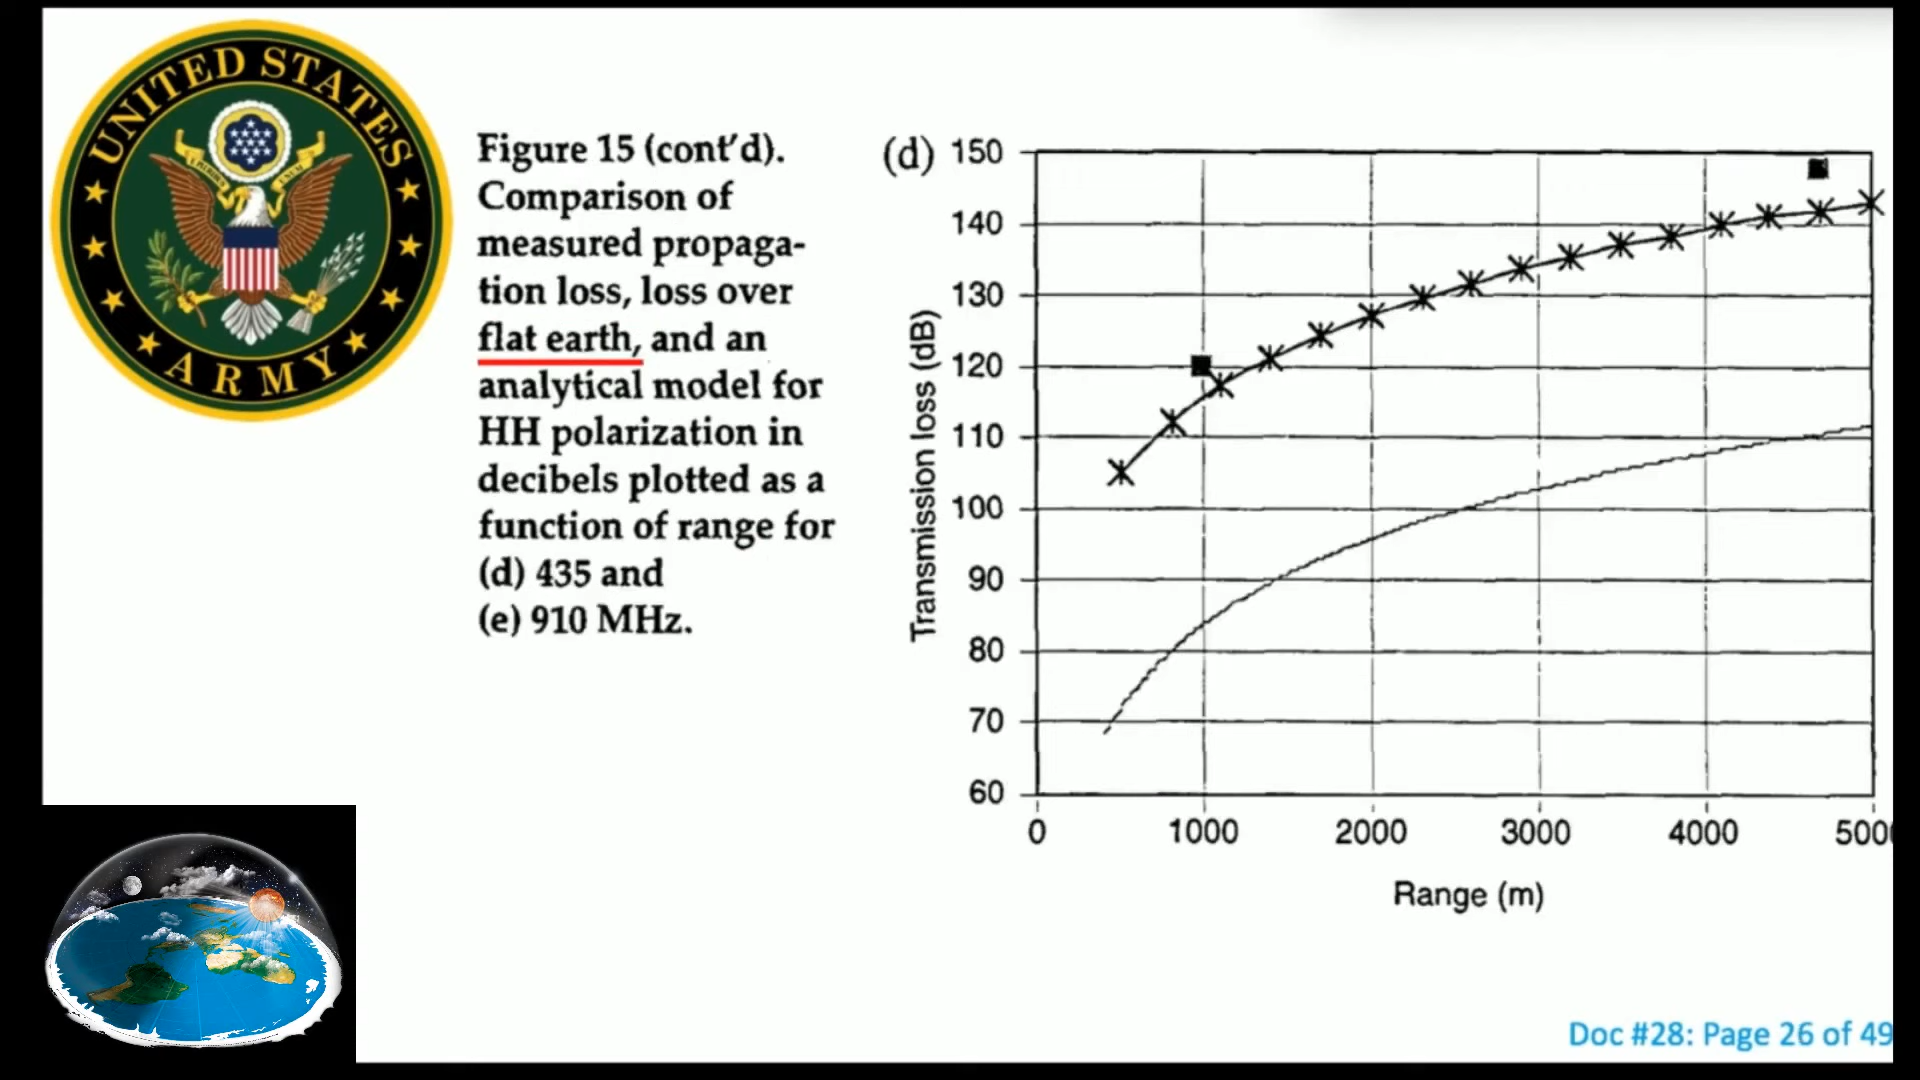 UNITED STATES
ARMY
Figure 15 (cont'd).
Comparison of
measured propaga-
tion loss, loss over
flat earth, and an
analytical model for
HH polarization in
decibels plotted as a
function of range for
(d) 435 and
(e) 910 MHz.
(d)
150
140
130
120
110
100
90
80
70
60
Transmission loss (dB)
0 1000 2000 3000 4000 500
Range (m)
Doc #28: Page 26 of 49